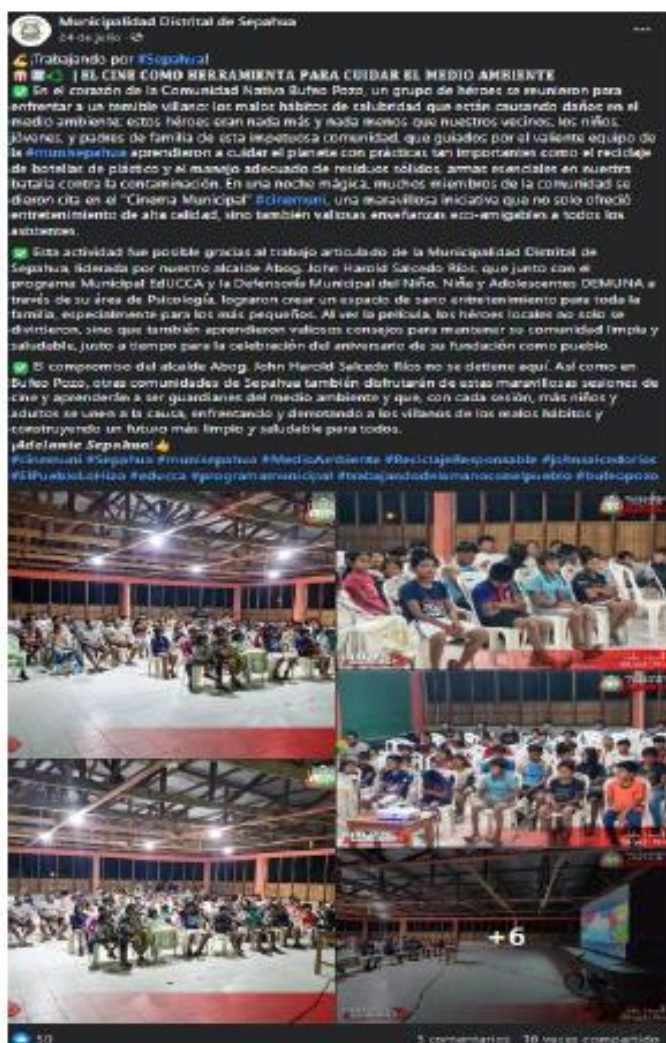 Municipalidad Distrital de Sepahua
24 de julio
¡Trabajando por #Sepahua!
| EL CINE COMO HERRAMIENTA PARA CUIDAR EL MEDIO AMBIENTE
En el corazón de la Comunidad Nativa Bufeo Pozo, un grupo de héroes se reunieron para
enfrentar a un temible villano: los malos hábitos de salubridad que están causando daños en el
medio ambiente; estos héroes eran nada más y nada menos que nuestros vecinos, los niños,
jóvenes, y padres de familia de esta impetuosa comunidad, que guiados por el valiente equipo de
la #munisepahua aprendieron a cuidar el planeta con prácticas tan importantes como el reciclaje
de botellas de plástico y el manejo adecuado de residuos sólidos, armas esenciales en nuestra
batalla contra la contaminación. En una noche mágica, muchos miembros de la comunidad se
dieron cita en el "Cinema Municipal" #cinemuni, una maravillosa iniciativa que no solo ofreció
entretenimiento de alta calidad, sino también valiosas enseñanzas eco-amigables a todos los
asistentes.
Esta actividad fue posible gracias al trabajo articulado de la Municipalidad Distrital de
Sepahua, liderada por nuestro alcalde Abog. John Harold Salcedo Ríos, que junto con el
programa Municipal EdUCCA y la Defensoría Municipal del Niño, Niña y Adolescentes DEMUNA a
través de su área de Psicología, lograron crear un espacio de sano entretenimiento para toda la
familia, especialmente para los más pequeños. Al ver la película, los héroes locales no solo se
divirtieron, sino que también aprendieron valiosos consejos para mantener su comunidad limpia y
saludable, justo a tiempo para la celebración del aniversario de su fundación como pueblo.
El compromiso del alcalde Abog. John Harold Salcedo Ríos no se detiene aquí. Así como en
Bufeo Pozo, otras comunidades de Sepahua también disfrutarán de estas maravillosas sesiones de
cine y aprenderán a ser guardianes del medio ambiente y que, con cada sesión, más niños y
adultos se unen a la causa, enfrentando y derrotando a los villanos de los malos hábitos y
construyendo un futuro más limpio y saludable para todos.
¡Adelante Sepahua!
#cinemuni #Sepahua #munisepahua #MedioAmbiente #ReciclajeResponsable #johnsalcedorios
#ElPuebloLoHizo #educca #programamunicipal #trabajandodelamanoconelpueblo #bufeopozo
+6
50
5 comentarios 16 veces compartido